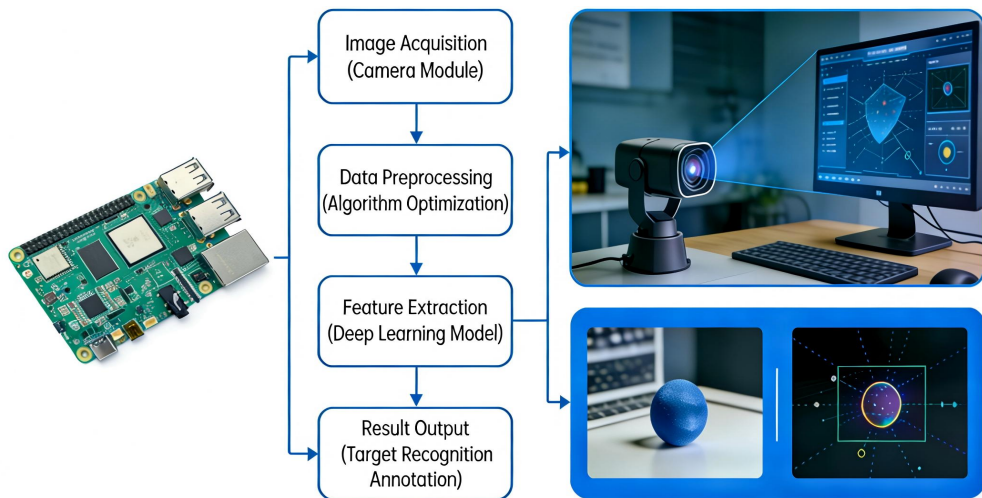 Image Acquisition
(Camera Module)
Data Preprocessing
(Algorithm Optimization)
Feature Extraction
(Deep Learning Model)
Result Output
(Target Recognition
Annotation)